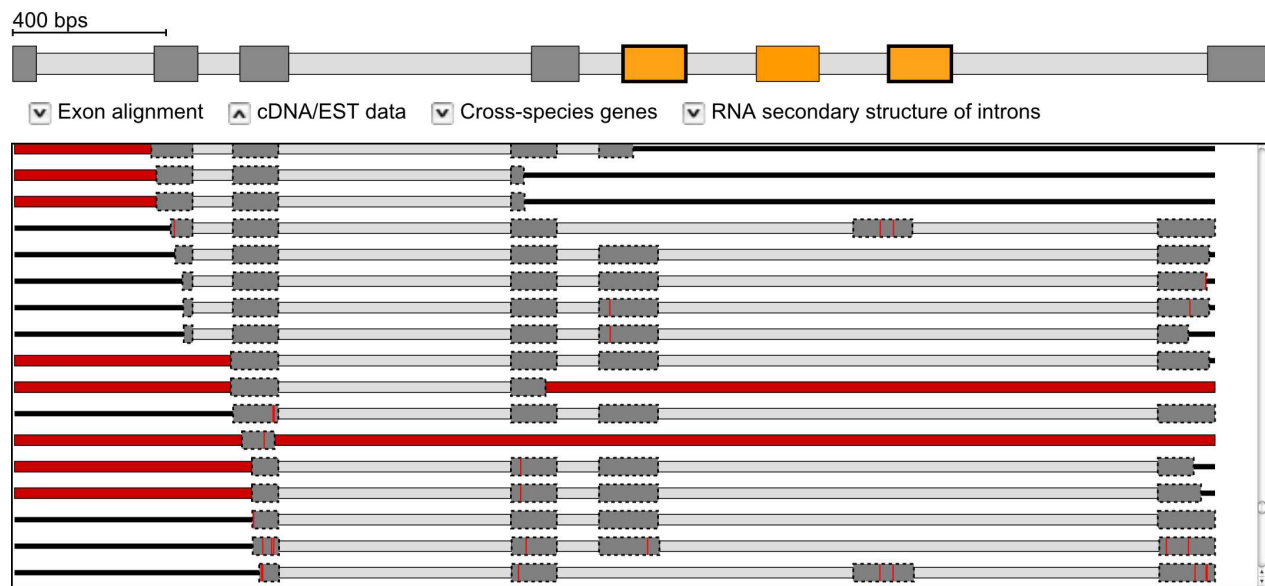 400 bps
Exon alignment cDNA/EST data Cross-species genes RNA secondary structure of introns